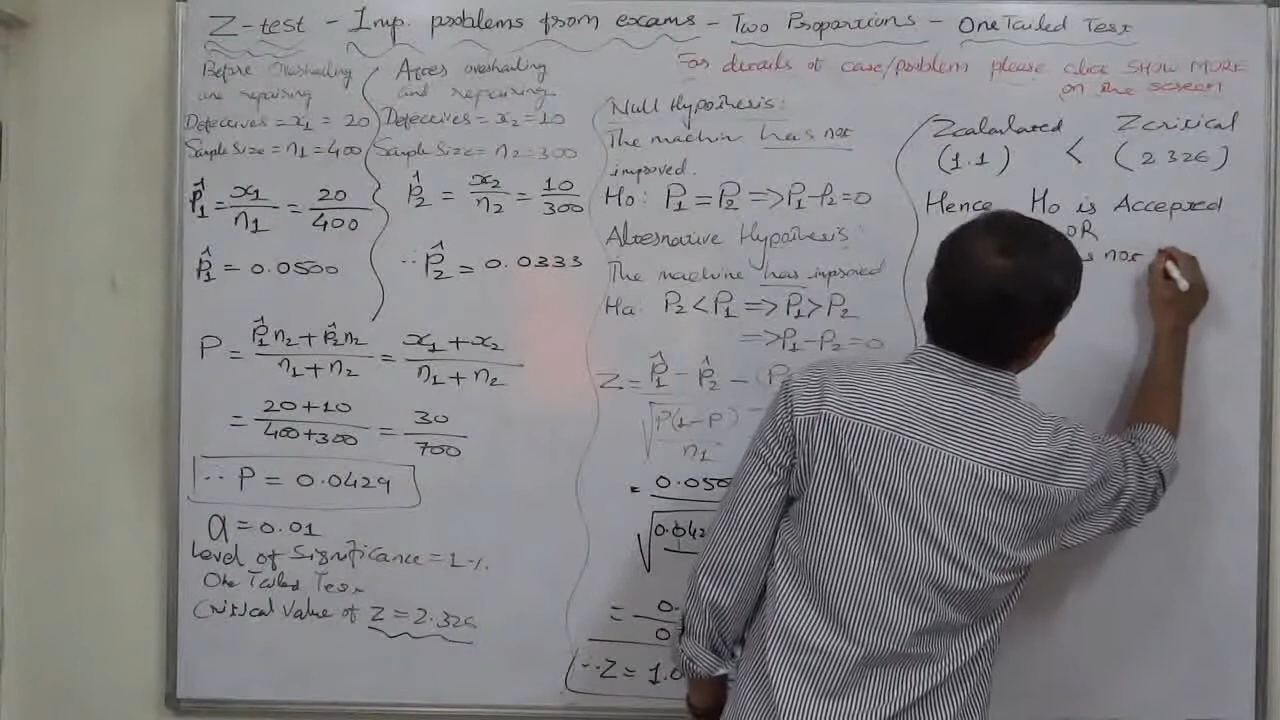 Z-test - Imp. problems from exams - Two Proportions - One Tailed Test
For details of case/problem please click SHOW MORE
on the screen
Before overhauling
and repairing
Defectives = x₁ = 20
Sample Size = n₁ = 400
p̂₁ = x₁/n₁ = 20/400
p̂₁ = 0.0500
After overhauling
and repairing
Defectives = x₂ = 10
Sample Size = n₂ = 300
p̂₂ = x₂/n₂ = 10/300
∴ p̂₂ = 0.0333
P = (p̂₁n₂ + p̂₂n₂)/(n₁ + n₂) = (x₁ + x₂)/(n₁ + n₂)
= (20+10)/(400+300) = 30/700
∴ P = 0.0429
α = 0.01
Level of Significance = 1%
One Tailed Test
Critical Value of Z = 2.326
Null Hypothesis:
The machin has not
improved.
Ho: P₁ = P₂ => P₁ - P₂ = 0
Alternative Hypothesis:
The machine has improved
Ha: P₂ < P₁ => P₁ > P₂
=> P₁ - P₂ = 0
Z = p̂₁ - p̂₂ - (P
√ P(1-P)/n₁
= 0.050
√ 0.042
= 0.
0
∴ Z = 1.0
Zcalculated < Zcritical
(1.1) < (2.326)
Hence Ho is Accepted
OR
is not